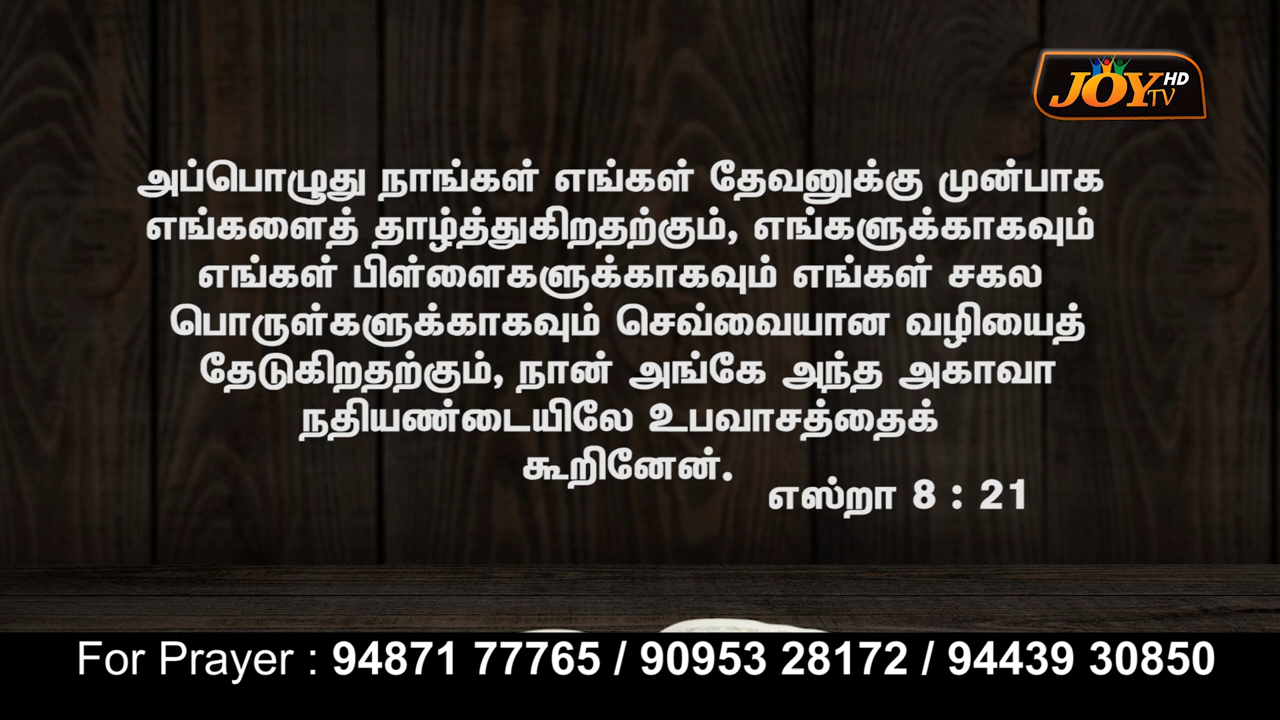 JOY TV HD
அப்பொழுது நாங்கள் எங்கள் தேவனுக்கு முன்பாக
எங்களைத் தாழ்த்துகிறதற்கும், எங்களுக்காகவும்
எங்கள் பிள்ளைகளுக்காகவும் எங்கள் சகல
பொருள்களுக்காகவும் செவ்வையான வழியைத்
தேடுகிறதற்கும், நான் அங்கே அந்த அகாவா
நதியண்டையிலே உபவாசத்தைக்
கூறினேன்.
எஸ்றா 8 : 21
For Prayer : 94871 77765 / 90953 28172 / 94439 30850